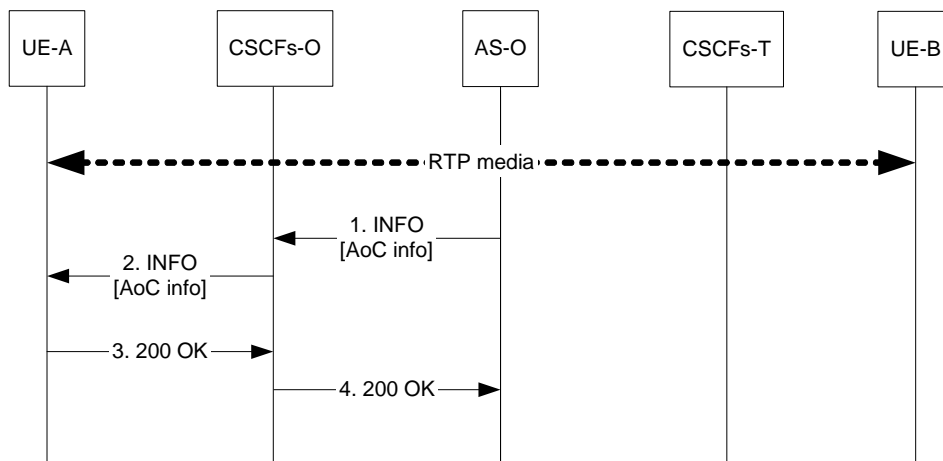 UE-A
CSCFs-O
AS-O
CSCFs-T
UE-B
RTP media
1. INFO
[AoC info]
2. INFO
[AoC info]
3. 200 OK
4. 200 OK